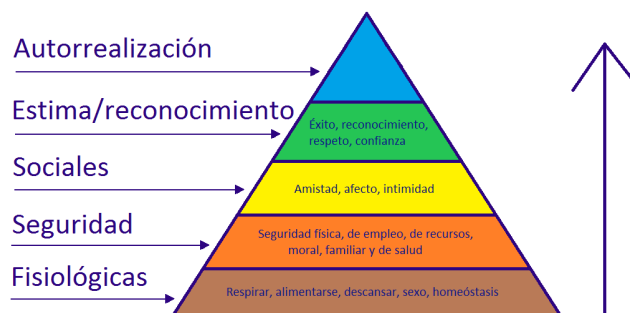 Autorrealización
Estima/reconocimiento
Éxito, reconocimiento,
respeto, confianza
Sociales
Amistad, afecto, intimidad
Seguridad
Seguridad física, de empleo, de recursos,
moral, familiar y de salud
Fisiológicas
Respirar, alimentarse, descansar, sexo, homeóstasis